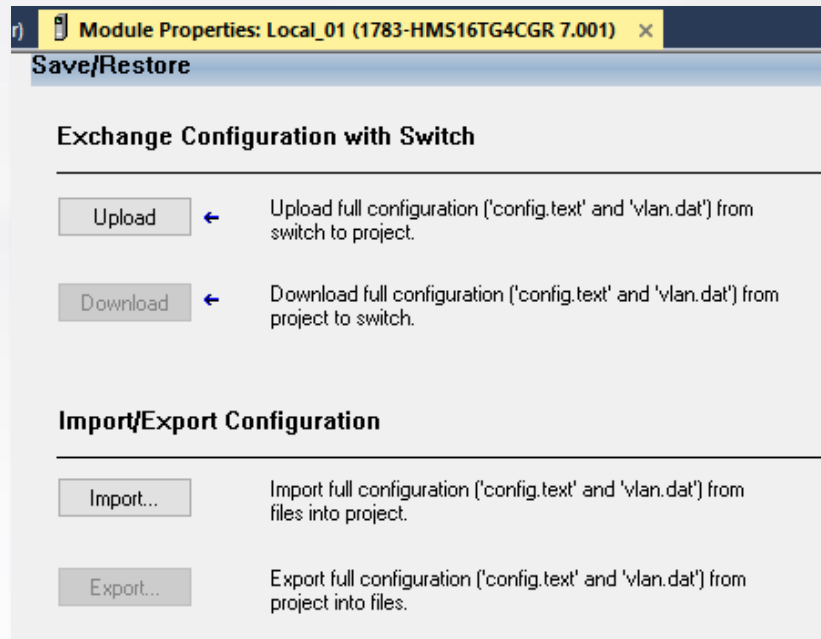 r) Module Properties: Local_01 (1783-HMS16TG4CGR 7.001) ×
Save/Restore
Exchange Configuration with Switch
Upload
Upload full configuration ('config.text' and 'vlan.dat') from
switch to project.
Download
Download full configuration ('config.text' and 'vlan.dat') from
project to switch.
Import/Export Configuration
Import...
Import full configuration ('config.text' and 'vlan.dat') from
files into project.
Export...
Export full configuration ('config.text' and 'vlan.dat') from
project into files.